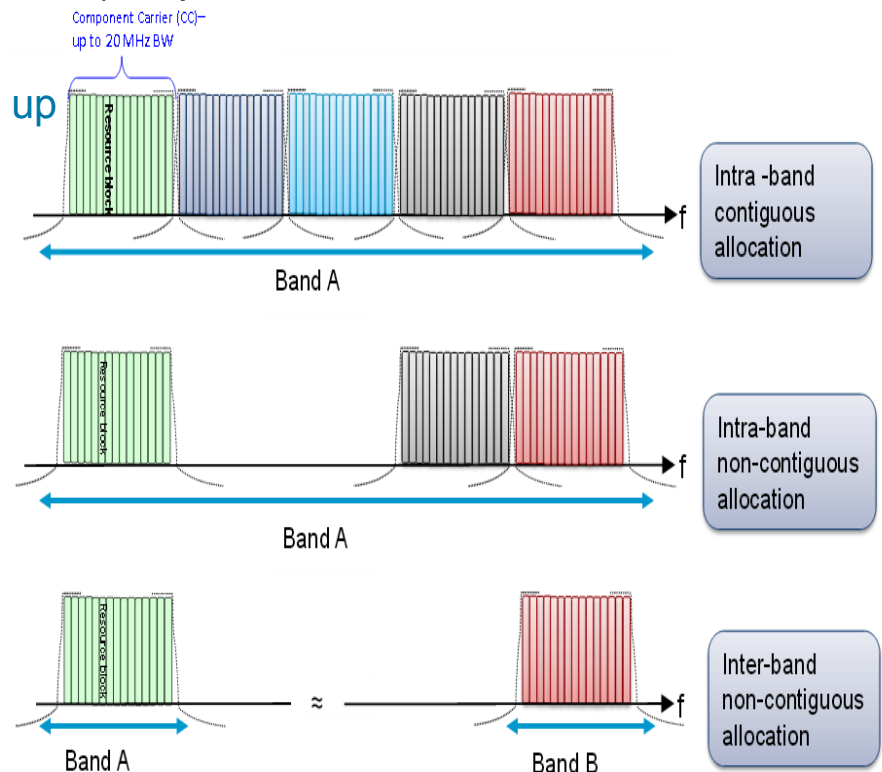 Component Carrier (CC)–
up to 20 MHz BW
up
Resource block
f
Intra -band
contiguous
allocation
Band A
Resource block
f
Intra-band
non-contiguous
allocation
Band A
Resource block
≈
f
Inter-band
non-contiguous
allocation
Band A
Band B